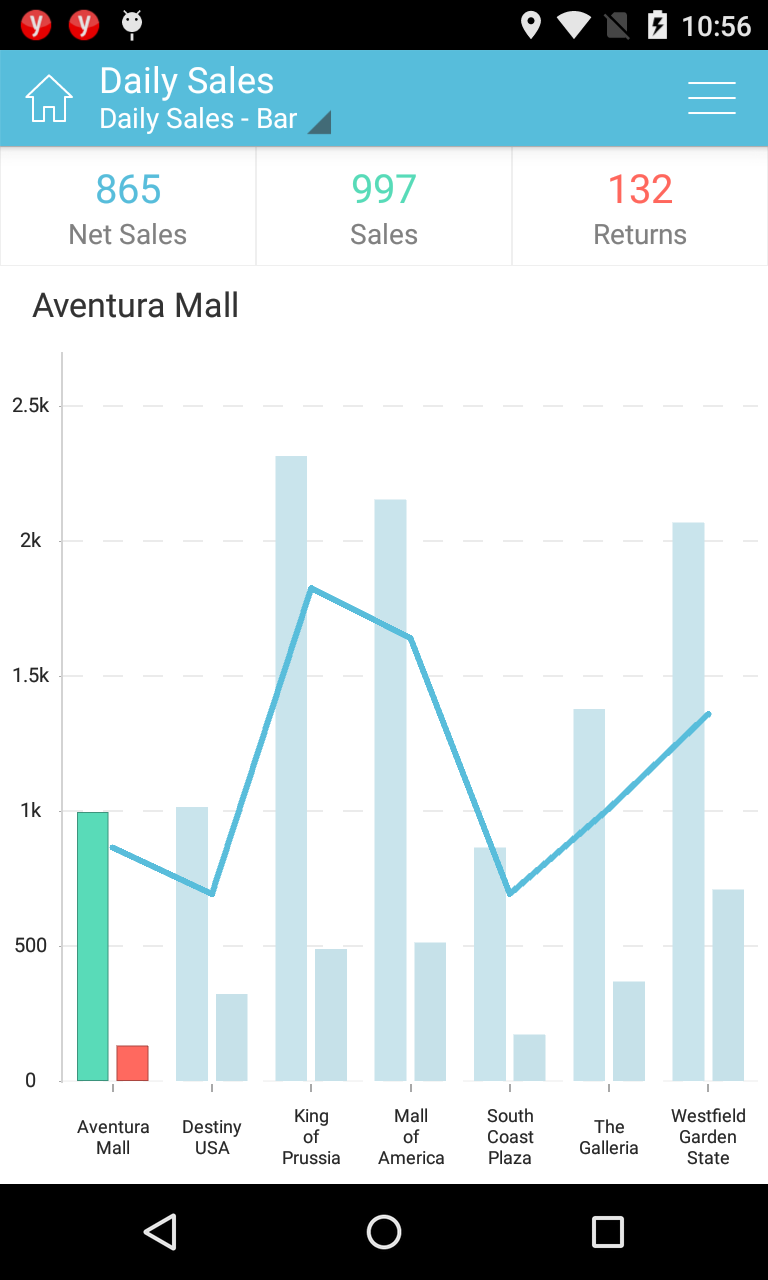 y y 10:56
Daily Sales
Daily Sales - Bar
865 997 132
Net Sales Sales Returns
Aventura Mall
2.5k
2k
1.5k
1k
500
0
Aventura
Mall
Destiny
USA
King
of
Prussia
Mall
of
America
South
Coast
Plaza
The
Galleria
Westfield
Garden
State